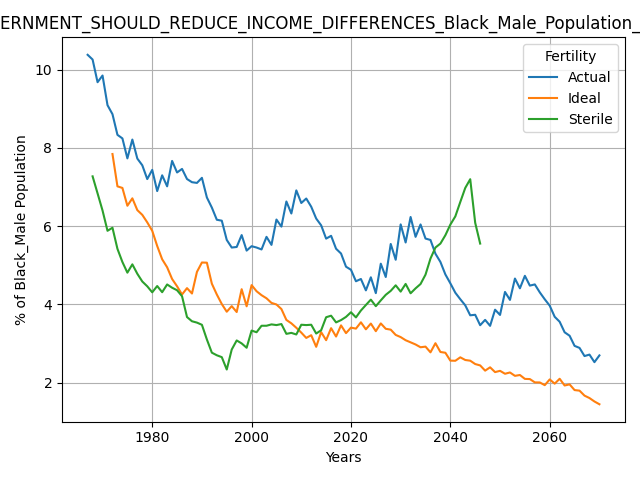 ERNMENT_SHOULD_REDUCE_INCOME_DIFFERENCES_Black_Male_Population_
Fertility
Actual
Ideal
Sterile
% of Black_Male Population
10
8
6
4
2
1980 2000 2020 2040 2060
Years